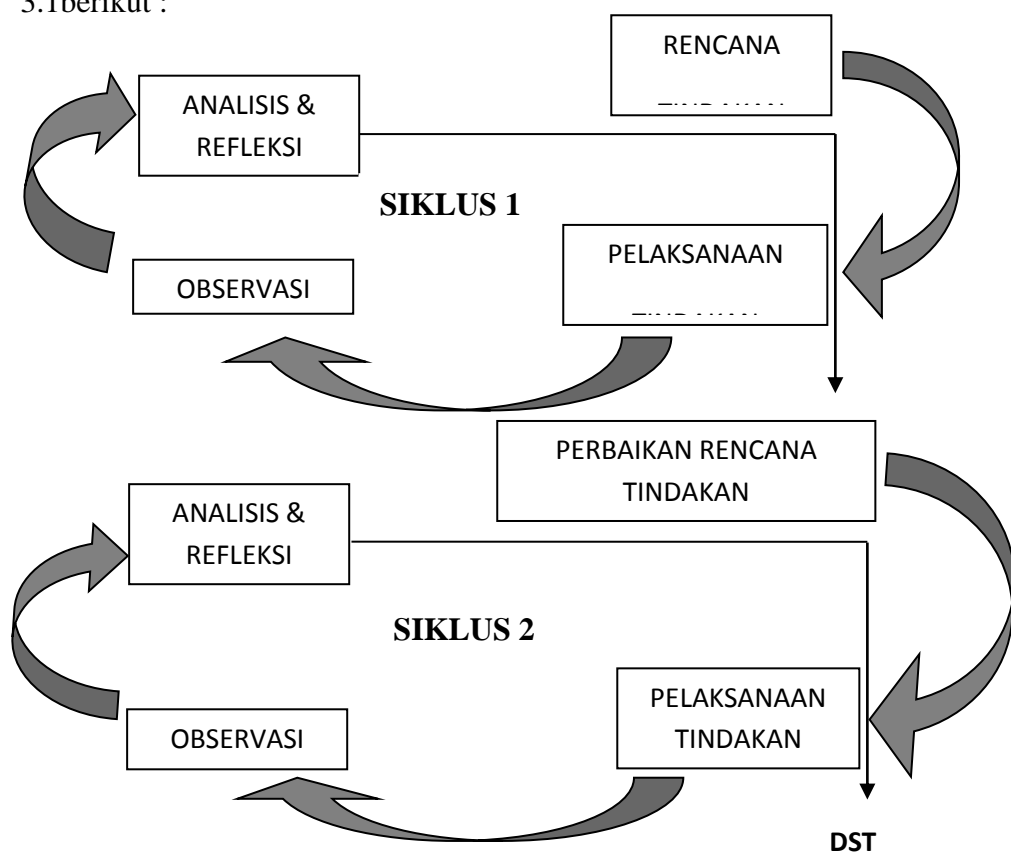 3.1berikut :
RENCANA
ANALISIS &
REFLEKSI
SIKLUS 1
PELAKSANAAN
OBSERVASI
PERBAIKAN RENCANA
TINDAKAN
ANALISIS &
REFLEKSI
SIKLUS 2
PELAKSANAAN
TINDAKAN
OBSERVASI
DST